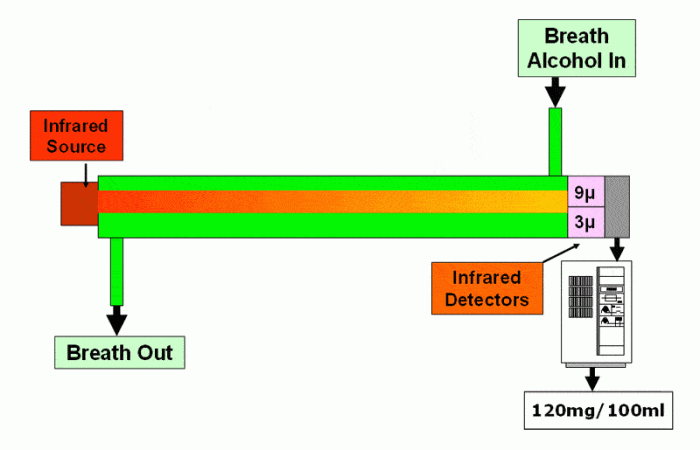 Breath
Alcohol In
Infrared
Source
9µ
3µ
Infrared
Detectors
Breath Out
120mg/100ml